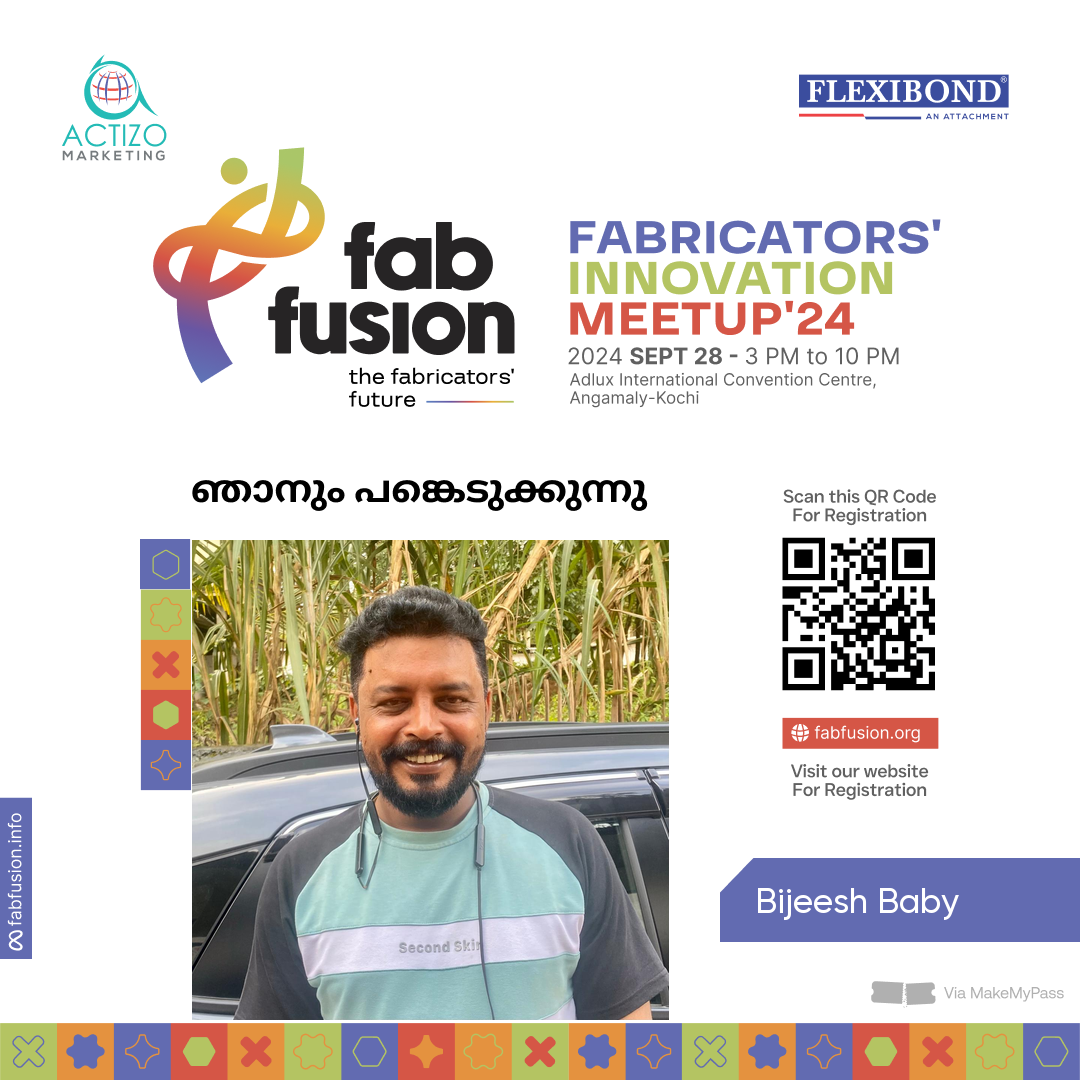 ACTIZO
MARKETING
FLEXIBOND®
AN ATTACHMENT
fab
fusion
the fabricators'
future
FABRICATORS'
INNOVATION
MEETUP'24
2024 SEPT 28 - 3 PM to 10 PM
Adlux International Convention Centre,
Angamaly-Kochi
ഞാനും പങ്കെടുക്കുന്നു
Scan this QR Code
For Registration
fabfusion.org
Visit our website
For Registration
fabfusion.info
Second Skin
Bijeesh Baby
Via MakeMyPass